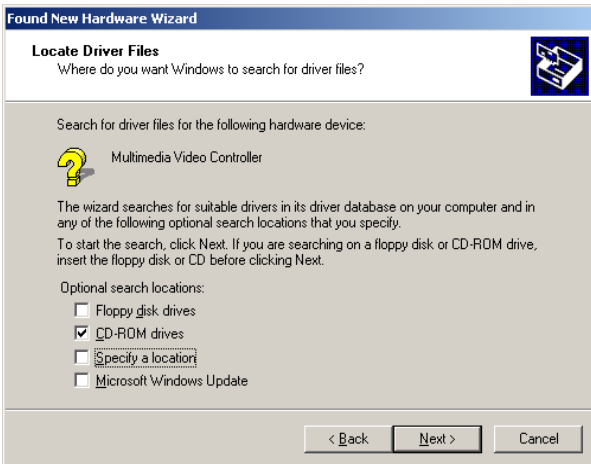 Found New Hardware Wizard
Locate Driver Files
Where do you want Windows to search for driver files?
Search for driver files for the following hardware device:
Multimedia Video Controller
The wizard searches for suitable drivers in its driver database on your computer and in
any of the following optional search locations that you specify.
To start the search, click Next. If you are searching on a floppy disk or CD-ROM drive,
insert the floppy disk or CD before clicking Next.
Optional search locations:
Floppy disk drives
CD-ROM drives
Specify a location
Microsoft Windows Update
< Back Next > Cancel